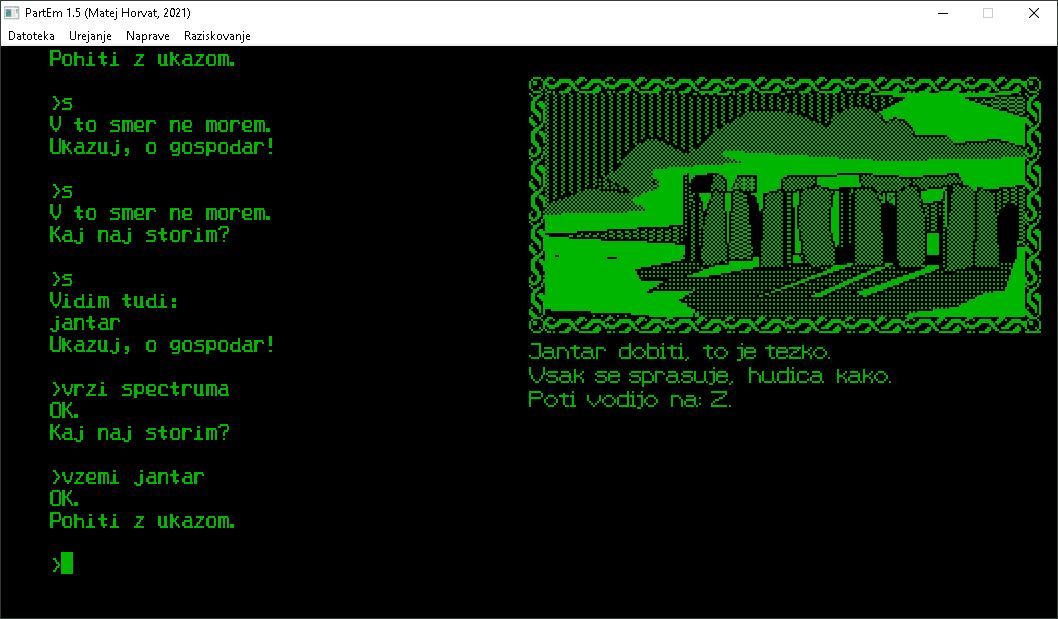 PartEm 1.5 (Matej Horvat, 2021)
Datoteka Urejanje Naprave Raziskovanje
Pohiti z ukazom.
>s
V to smer ne morem.
Ukazuj, o gospodar!
>s
V to smer ne morem.
Kaj naj storim?
>s
Vidim tudi:
jantar
Ukazuj, o gospodar!
>vrzi spectruma
OK.
Kaj naj storim?
>vzemi jantar
OK.
Pohiti z ukazom.
>
Jantar dobiti, to je tezko.
Vsak se sprasuje, hudica kako.
Poti vodijo na: Z.